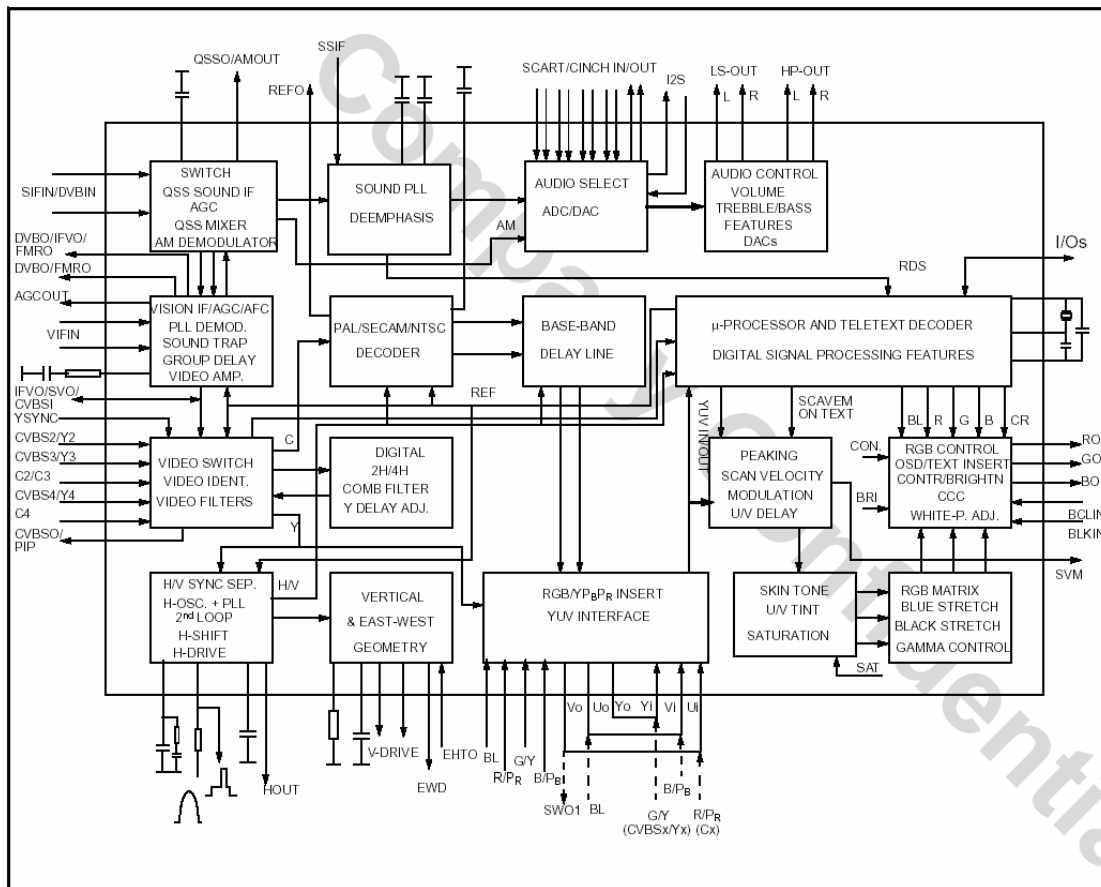 SSIF
QSSO/AMOUT
REFO
SCART/CINCH IN/OUT
I2S
LS-OUT
HP-OUT
L
R
L
R
SIFIN/DVBIN
SWITCH
QSS SOUND IF
AGC
QSS MIXER
AM DEMODULATOR
SOUND PLL
DEEMPHASIS
AUDIO SELECT
ADC/DAC
AUDIO CONTROL
VOLUME
TREBBLE/BASS
FEATURES
DACs
AM
I/Os
RDS
DVBO/IFVO/
FMRO
DVBO/FMRO
AGCOUT
VIFIN
VISION IF/AGC/AFC
PLL DEMOD.
SOUND TRAP
GROUP DELAY
VIDEO AMP.
PAL/SECAM/NTSC
DECODER
BASE-BAND
DELAY LINE
µ-PROCESSOR AND TELETEXT DECODER
DIGITAL SIGNAL PROCESSING FEATURES
IFVO/SVO/
CVBSI
YSYNC
CVBS2/Y2
CVBS3/Y3
C2/C3
CVBS4/Y4
C4
CVBSO/
PIP
REF
C
VIDEO SWITCH
VIDEO IDENT.
VIDEO FILTERS
DIGITAL
2H/4H
COMB FILTER
Y DELAY ADJ.
Y
YUV IN/OUT
SCAVEM
ON TEXT
BL
R
G
B
CR
PEAKING
SCAN VELOCITY
MODULATION
U/V DELAY
CON.
BRI
RGB CONTROL
OSD/TEXT INSERT
CONTR/BRIGHTN
CCC
WHITE-P. ADJ.
RO
GO
BO
BCLIN
BLKIN
SVM
H/V SYNC SEP.
H-OSC. + PLL
2nd LOOP
H-SHIFT
H-DRIVE
H/V
VERTICAL
& EAST-WEST
GEOMETRY
RGB/YPBPR INSERT
YUV INTERFACE
SKIN TONE
U/V TINT
SATURATION
RGB MATRIX
BLUE STRETCH
BLACK STRETCH
GAMMA CONTROL
SAT
Vo
Uo
Yo
Yi
Vi
Ui
HOUT
V-DRIVE
EWD
EHTO
BL
R/PR
G/Y
B/PB
SWO1
BL
G/Y
(CVBSx/Yx)
B/PB
R/PR
(Cx)
Company Confidential